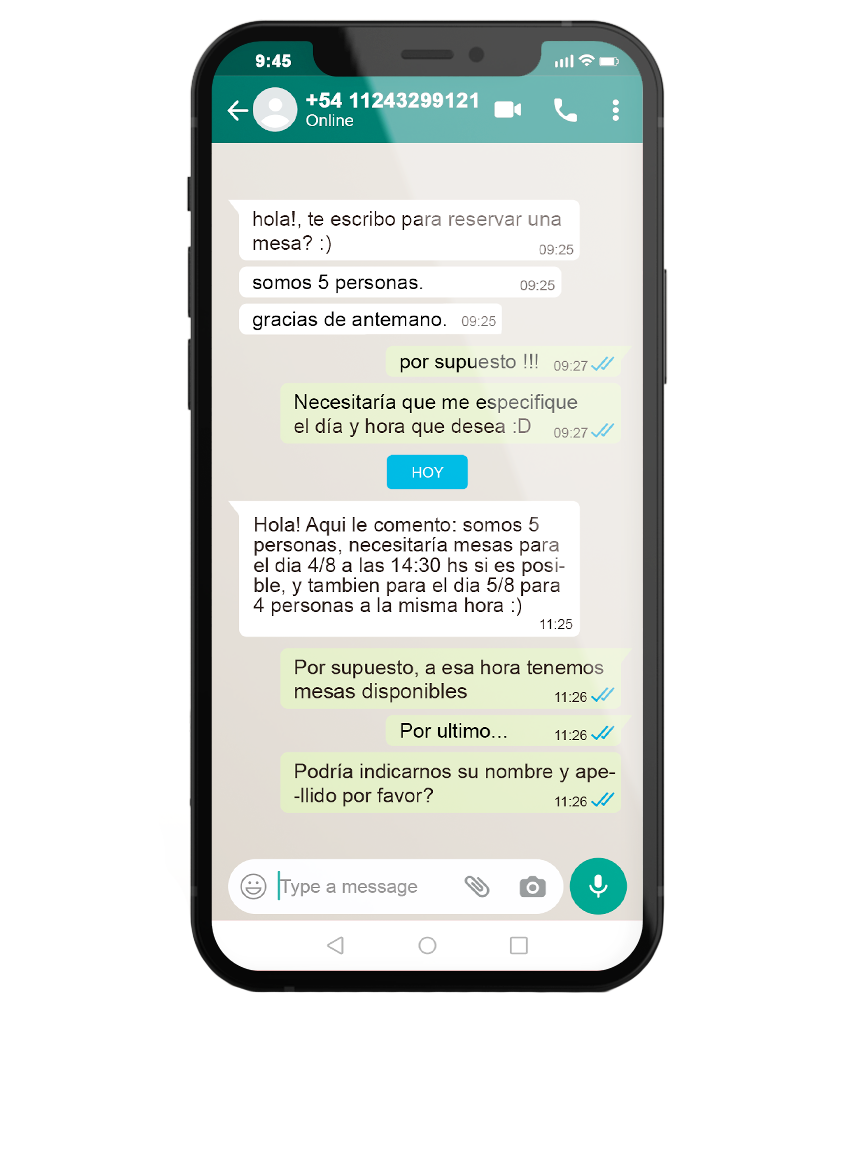 9:45
+54 11243299121
Online
hola!, te escribo para reservar una
mesa? :)
09:25
somos 5 personas.
09:25
gracias de antemano.
09:25
por supuesto !!!
09:27
Necesitaría que me especifique
el día y hora que desea :D
09:27
HOY
Hola! Aqui le comento: somos 5
personas, necesitaría mesas para
el dia 4/8 a las 14:30 hs si es posi-
ble, y tambien para el dia 5/8 para
4 personas a la misma hora :)
11:25
Por supuesto, a esa hora tenemos
mesas disponibles
11:26
Por ultimo...
11:26
Podría indicarnos su nombre y ape-
-llido por favor?
11:26
Type a message